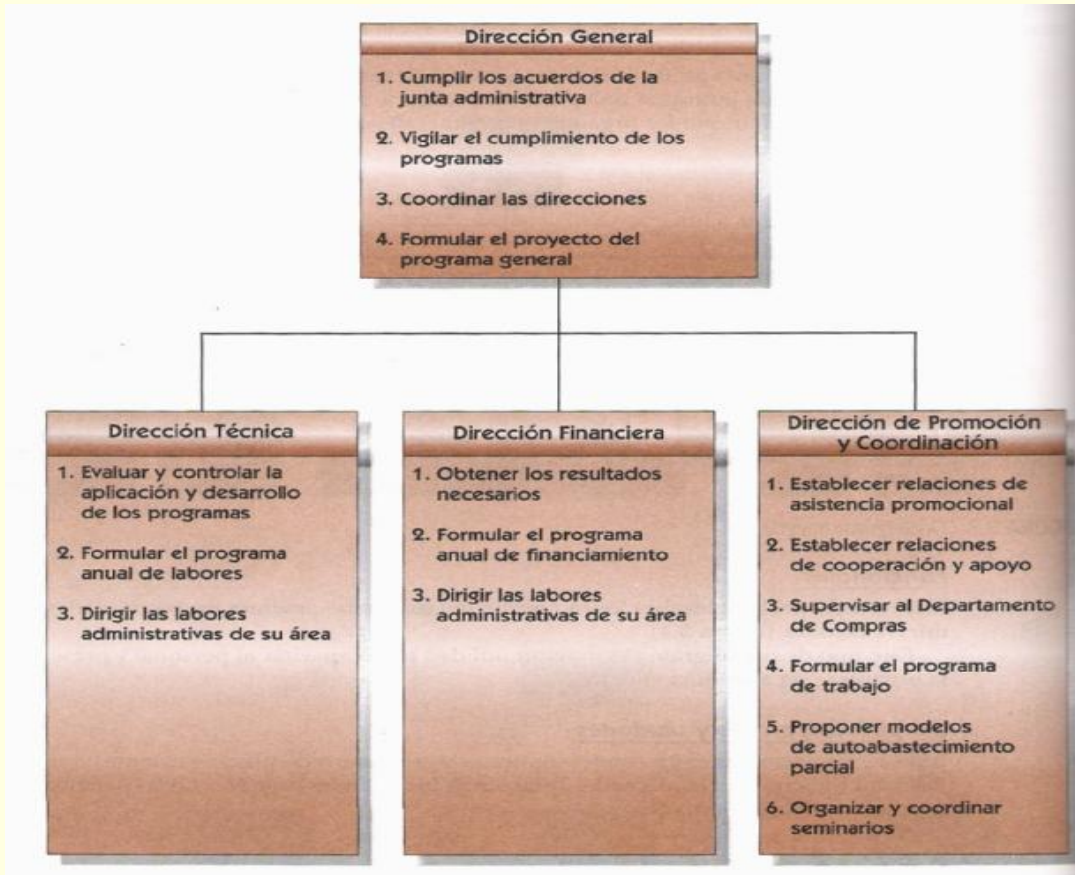 Dirección General
1. Cumplir los acuerdos de la
junta administrativa
2. Vigilar el cumplimiento de los
programas
3. Coordinar las direcciones
4. Formular el proyecto del
programa general
Dirección Técnica
1. Evaluar y controlar la
aplicación y desarrollo
de los programas
2. Formular el programa
anual de labores
3. Dirigir las labores
administrativas de su área
Dirección Financiera
1. Obtener los resultados
necesarios
2. Formular el programa
anual de financiamiento
3. Dirigir las labores
administrativas de su área
Dirección de Promoción
y Coordinación
1. Establecer relaciones de
asistencia promocional
2. Establecer relaciones
de cooperación y apoyo
3. Supervisar al Departamento
de Compras
4. Formular el programa
de trabajo
5. Proponer modelos
de autoabastecimiento
parcial
6. Organizar y coordinar
seminarios